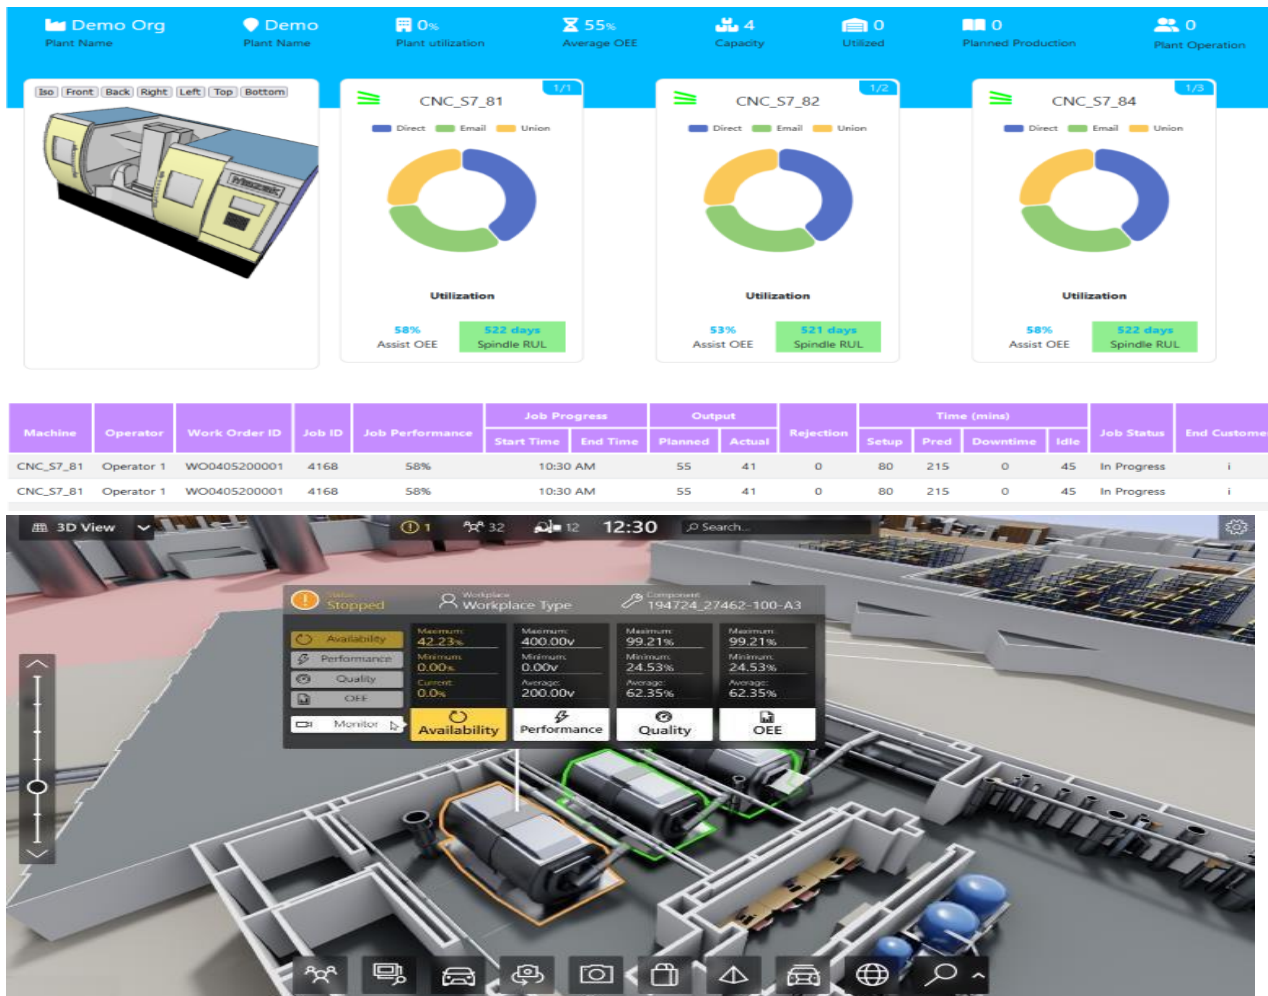 Demo Org Demo 0% 55% 4 0 0 0
Plant Name Plant Name Plant utilization Average OEE Capacity Utilized Planned Production Plant Operation
Iso Front Back Right Left Top Bottom
1/1
CNC_S7_81
Direct Email Union
Utilization
58% 522 days
Assist OEE Spindle RUL
1/2
CNC_S7_82
Direct Email Union
Utilization
53% 521 days
Assist OEE Spindle RUL
1/3
CNC_S7_84
Direct Email Union
Utilization
58% 522 days
Assist OEE Spindle RUL
Job Progress Output Time (mins)
Machine Operator Work Order ID Job ID Job Performance Rejection Job Status End Custome
Start Time End Time Planned Actual Setup Pred Downtime Idle
CNC_S7_81 Operator 1 WO0405200001 4168 58% 10:30 AM 55 41 0 80 215 0 45 In Progress i
CNC_S7_81 Operator 1 WO0405200001 4168 58% 10:30 AM 55 41 0 80 215 0 45 In Progress i
3D View 1 32 12 12:30 Search...
Status
Stopped
Workplace
Workplace Type
Component
194724_27462-100-A3
Availability
Performance
Quality
OEE
Monitor
Maximum:
42.23%
Minimum:
0.00%
Current:
0.0%
Availability
Maximum:
400.00v
Minimum:
0.00v
Average:
200.00v
Performance
Maximum:
99.21%
Minimum:
24.53%
Average:
62.35%
Quality
Maximum:
99.21%
Minimum:
24.53%
Average:
62.35%
OEE